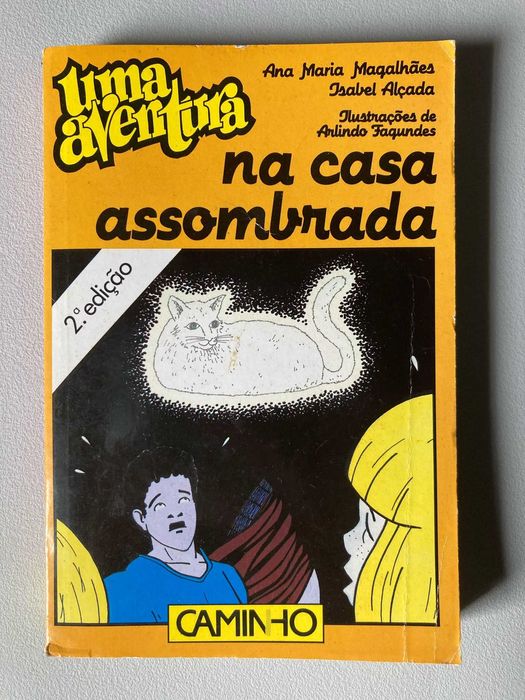 uma
aventura
Ana Maria Magalhães
Isabel Alçada
Ilustrações de
Arlindo Fagundes
na casa
assombrada
2.ª edição
CAMINHO